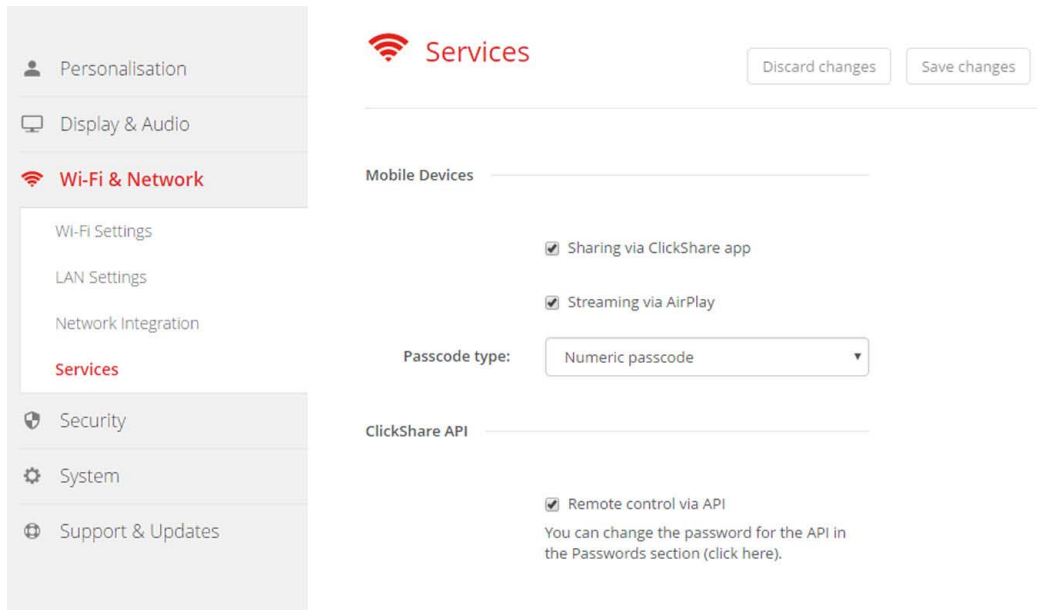 Personalisation
Display & Audio
Wi-Fi & Network
Wi-Fi Settings
LAN Settings
Network Integration
Services
Security
System
Support & Updates
Services
Discard changes
Save changes
Mobile Devices
Sharing via ClickShare app
Streaming via AirPlay
Passcode type:
Numeric passcode
ClickShare API
Remote control via API
You can change the password for the API in
the Passwords section (click here).